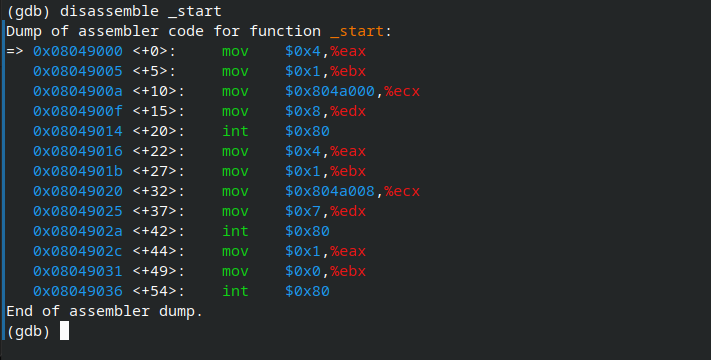 (gdb) disassemble _start
Dump of assembler code for function _start:
=> 0x08049000 <+0>:     mov    $0x4,%eax
   0x08049005 <+5>:     mov    $0x1,%ebx
   0x0804900a <+10>:    mov    $0x804a000,%ecx
   0x0804900f <+15>:    mov    $0x8,%edx
   0x08049014 <+20>:    int    $0x80
   0x08049016 <+22>:    mov    $0x4,%eax
   0x0804901b <+27>:    mov    $0x1,%ebx
   0x08049020 <+32>:    mov    $0x804a008,%ecx
   0x08049025 <+37>:    mov    $0x7,%edx
   0x0804902a <+42>:    int    $0x80
   0x0804902c <+44>:    mov    $0x1,%eax
   0x08049031 <+49>:    mov    $0x0,%ebx
   0x08049036 <+54>:    int    $0x80
End of assembler dump.
(gdb)